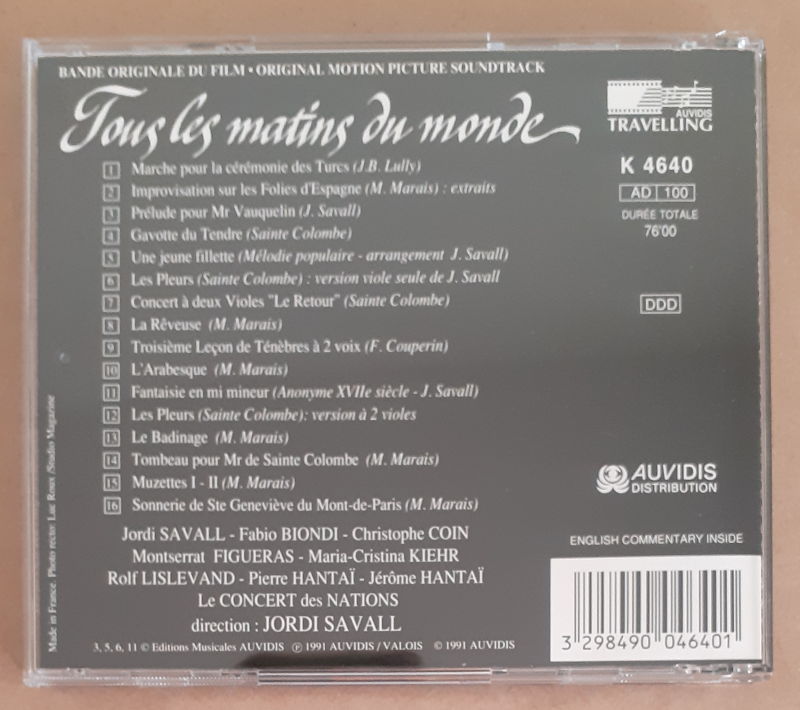 BANDE ORIGINALE DU FILM • ORIGINAL MOTION PICTURE SOUNDTRACK
Tous les matins du monde
1 Marche pour la cérémonie des Turcs (J.B. Lully)
2 Improvisation sur les Folies d'Espagne (M. Marais) : extraits
3 Prélude pour Mr Vauquelin (J. Savall)
4 Gavotte du Tendre (Sainte Colombe)
5 Une jeune fillette (Mélodie populaire - arrangement J. Savall)
6 Les Pleurs (Sainte Colombe) : version viole seule de J. Savall
7 Concert à deux Violes "Le Retour" (Sainte Colombe)
8 La Rêveuse (M. Marais)
9 Troisième Leçon de Ténèbres à 2 voix (F. Couperin)
10 L'Arabesque (M. Marais)
11 Fantaisie en mi mineur (Anonyme XVIIe siècle - J. Savall)
12 Les Pleurs (Sainte Colombe): version à 2 violes
13 Le Badinage (M. Marais)
14 Tombeau pour Mr de Sainte Colombe (M. Marais)
15 Muzettes I - II (M. Marais)
16 Sonnerie de Ste Geneviève du Mont-de-Paris (M. Marais)
Jordi SAVALL - Fabio BIONDI - Christophe COIN
Montserrat FIGUERAS - Maria-Cristina KIEHR
Rolf LISLEVAND - Pierre HANTAÏ - Jérôme HANTAÏ
Le CONCERT des NATIONS
direction : JORDI SAVALL
3, 5, 6, 11 © Editions Musicales AUVIDIS ℗ 1991 AUVIDIS / VALOIS © 1991 AUVIDIS
AUVIDIS
TRAVELLING
K 4640
AD 100
DURÉE TOTALE
76'00
DDD
AUVIDIS
DISTRIBUTION
ENGLISH COMMENTARY INSIDE
3 298490 046401
Made in France. Photo recto: Luc Roux /Studio Magazine